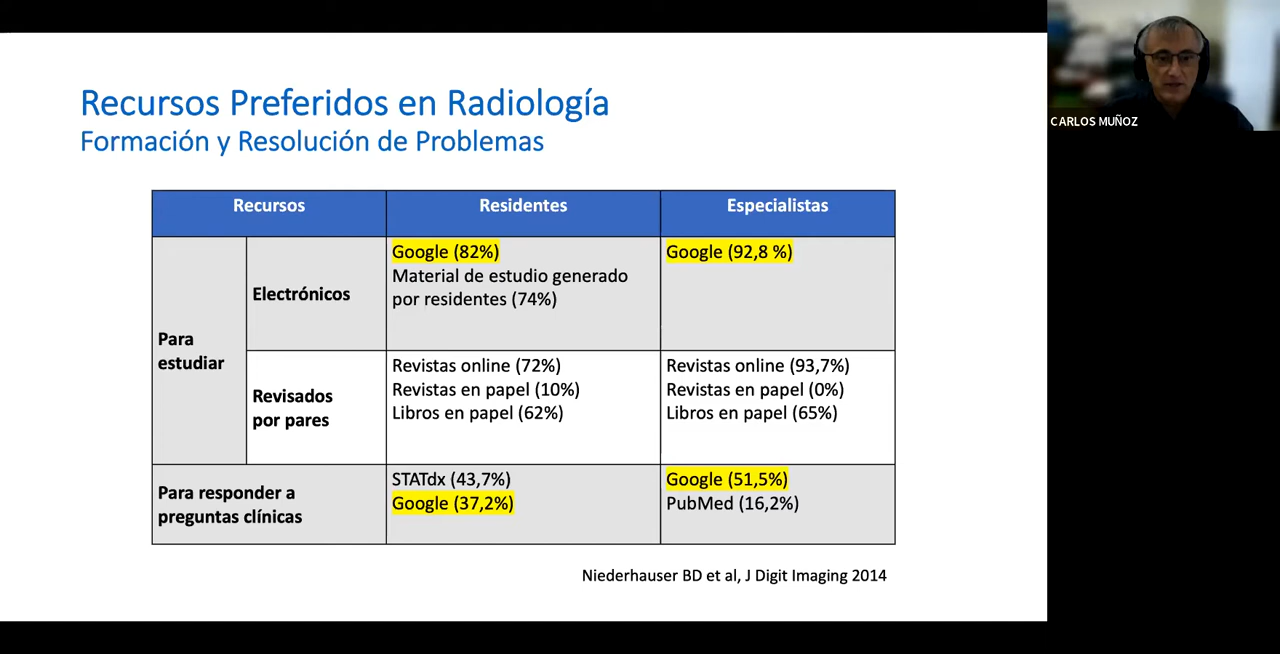 Recursos Preferidos en Radiología
Formación y Resolución de Problemas
CARLOS MUÑOZ
Recursos
Residentes
Especialistas
Para
estudiar
Electrónicos
Google (82%)
Material de estudio generado
por residentes (74%)
Google (92,8 %)
Revisados
por pares
Revistas online (72%)
Revistas en papel (10%)
Libros en papel (62%)
Revistas online (93,7%)
Revistas en papel (0%)
Libros en papel (65%)
Para responder a
preguntas clínicas
STATdx (43,7%)
Google (37,2%)
Google (51,5%)
PubMed (16,2%)
Niederhauser BD et al, J Digit Imaging 2014